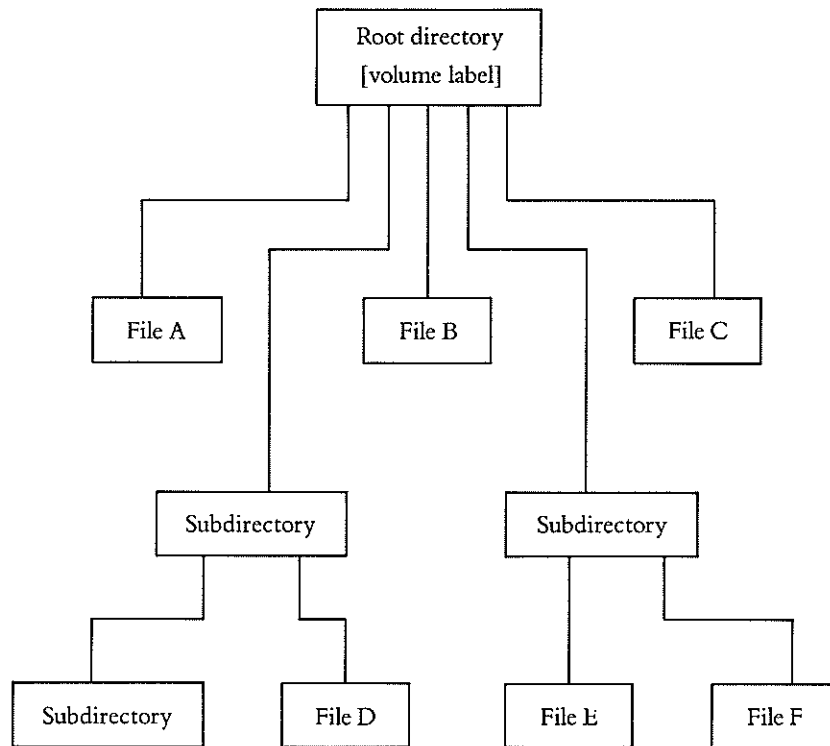 Root directory
[volume label]
File A
File B
File C
Subdirectory
Subdirectory
Subdirectory
File D
File E
File F